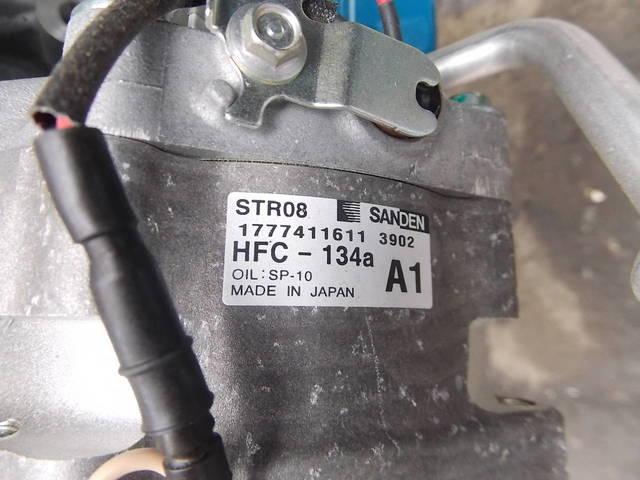 STR08 SANDEN
1777411611 3902
HFC - 134a
OIL: SP-10
MADE IN JAPAN A1